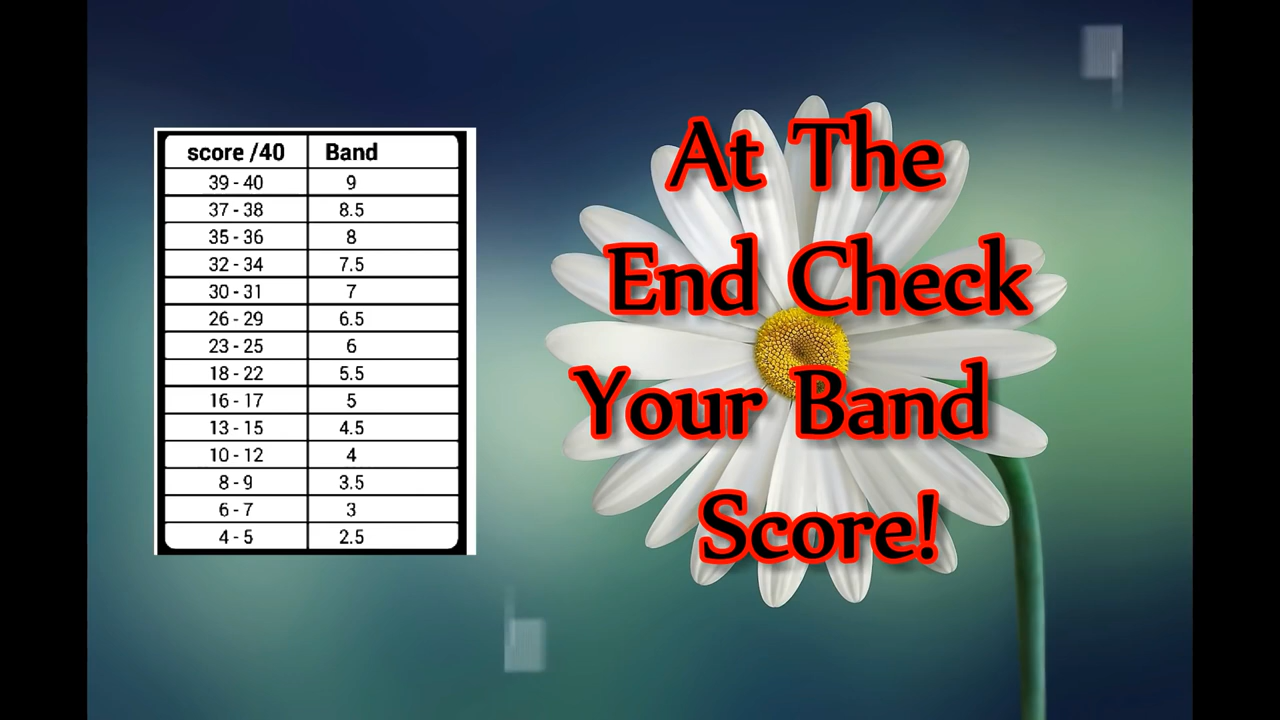 score /40 Band
39 - 40 9
37 - 38 8.5
35 - 36 8
32 - 34 7.5
30 - 31 7
26 - 29 6.5
23 - 25 6
18 - 22 5.5
16 - 17 5
13 - 15 4.5
10 - 12 4
8 - 9 3.5
6 - 7 3
4 - 5 2.5
At The
End Check
Your Band
Score!